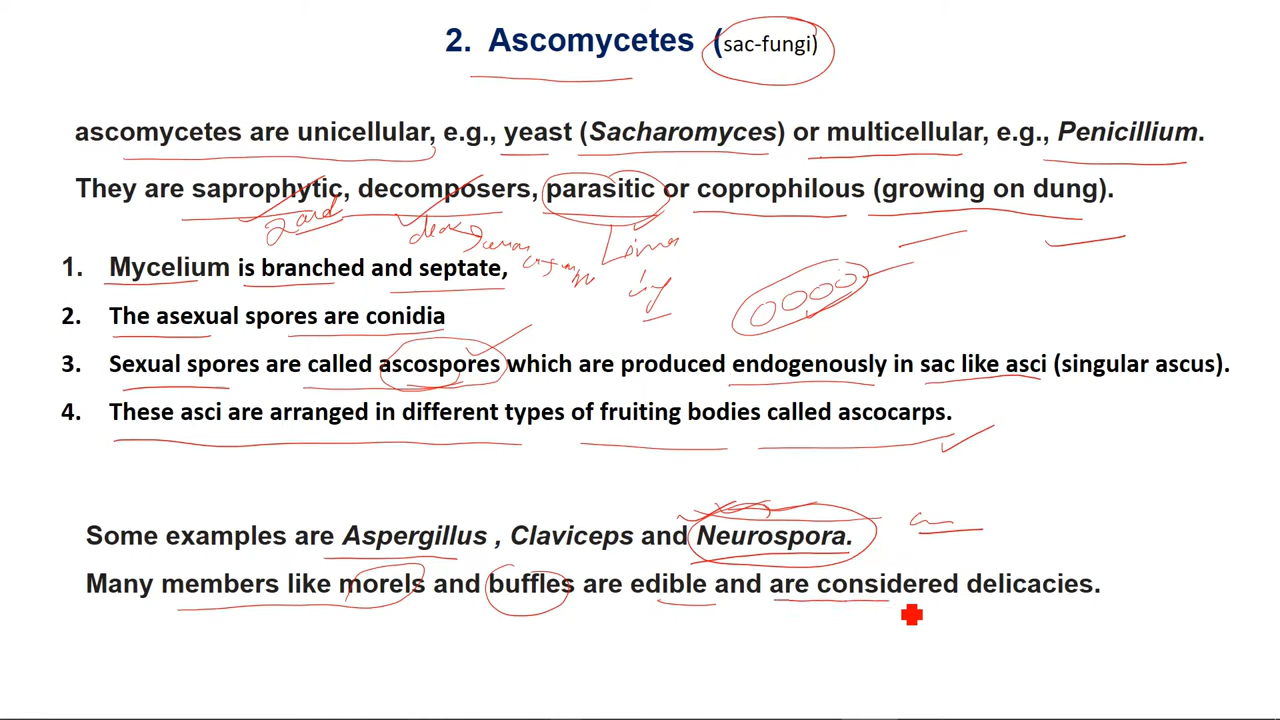 2. Ascomycetes (sac-fungi)
ascomycetes are unicellular, e.g., yeast (Sacharomyces) or multicellular, e.g., Penicillium.
They are saprophytic, decomposers, parasitic or coprophilous (growing on dung).
1. Mycelium is branched and septate,
2. The asexual spores are conidia
3. Sexual spores are called ascospores which are produced endogenously in sac like asci (singular ascus).
4. These asci are arranged in different types of fruiting bodies called ascocarps.
Some examples are Aspergillus , Claviceps and Neurospora.
Many members like morels and buffles are edible and are considered delicacies.